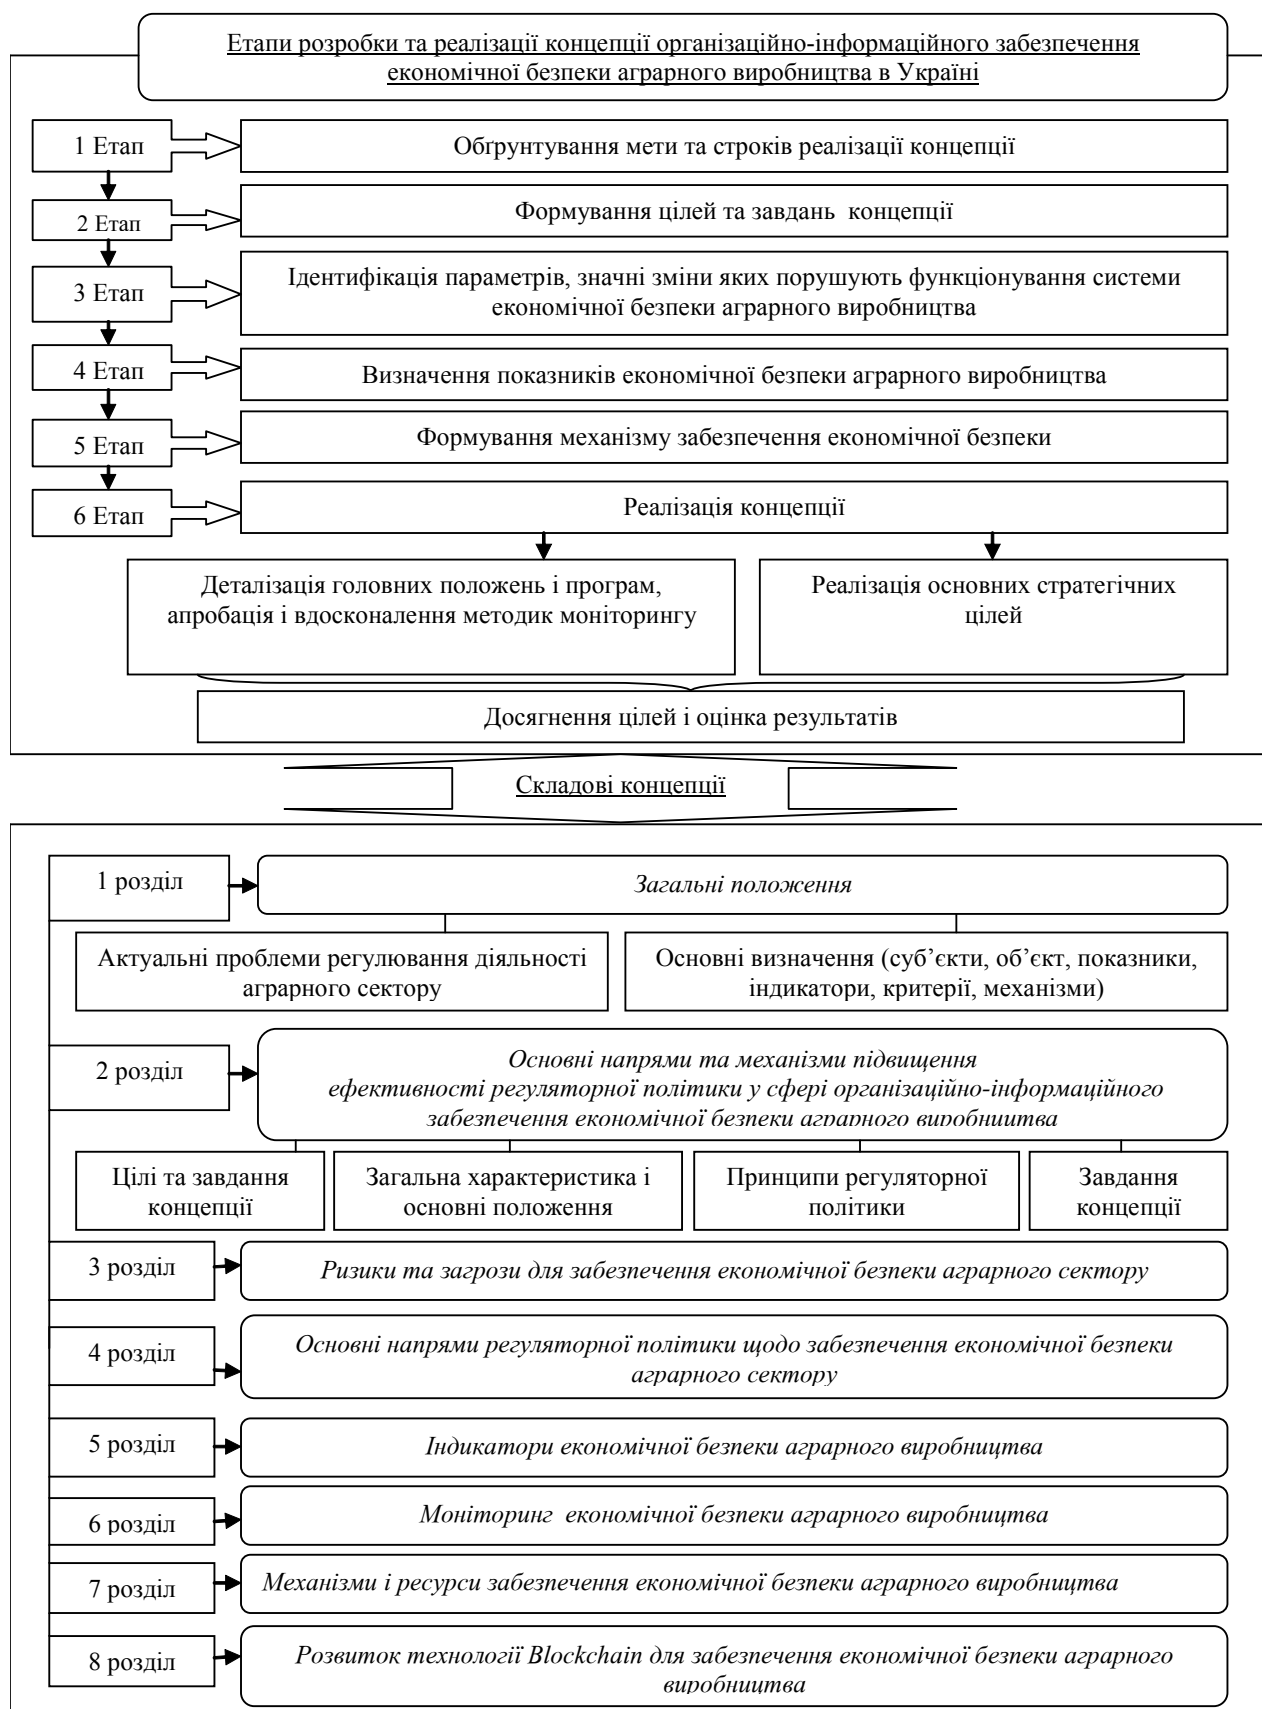 Етапи розробки та реалізації концепції організаційно-інформаційного забезпечення
економічної безпеки аграрного виробництва в Україні
1 Етап
Обґрунтування мети та строків реалізації концепції
2 Етап
Формування цілей та завдань концепції
3 Етап
Ідентифікація параметрів, значні зміни яких порушують функціонування системи
економічної безпеки аграрного виробництва
4 Етап
Визначення показників економічної безпеки аграрного виробництва
5 Етап
Формування механізму забезпечення економічної безпеки
6 Етап
Реалізація концепції
Деталізація головних положень і програм,
апробація і вдосконалення методик моніторингу
Реалізація основних стратегічних
цілей
Досягнення цілей і оцінка результатів
Складові концепції
1 розділ
Загальні положення
Актуальні проблеми регулювання діяльності
аграрного сектору
Основні визначення (суб’єкти, об’єкт, показники,
індикатори, критерії, механізми)
2 розділ
Основні напрями та механізми підвищення
ефективності регуляторної політики у сфері організаційно-інформаційного
забезпечення економічної безпеки аграрного виробництва
Цілі та завдання
концепції
Загальна характеристика і
основні положення
Принципи регуляторної
політики
Завдання
концепції
3 розділ
Ризики та загрози для забезпечення економічної безпеки аграрного сектору
4 розділ
Основні напрями регуляторної політики щодо забезпечення економічної безпеки
аграрного сектору
5 розділ
Індикатори економічної безпеки аграрного виробництва
6 розділ
Моніторинг економічної безпеки аграрного виробництва
7 розділ
Механізми і ресурси забезпечення економічної безпеки аграрного виробництва
8 розділ
Розвиток технології Blockchain для забезпечення економічної безпеки аграрного
виробництва